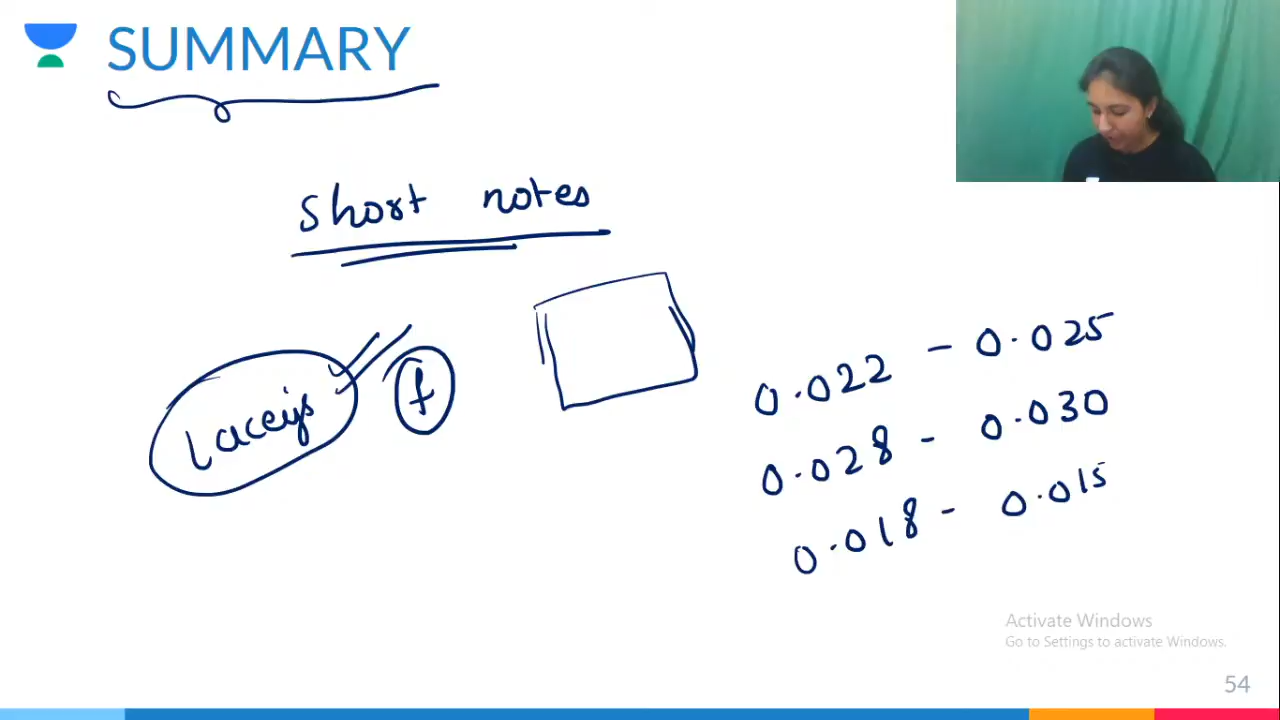 SUMMARY
short notes
Lacey's f
0.022 - 0.025
0.028 - 0.030
0.018 - 0.015
Activate Windows
Go to Settings to activate Windows.
54